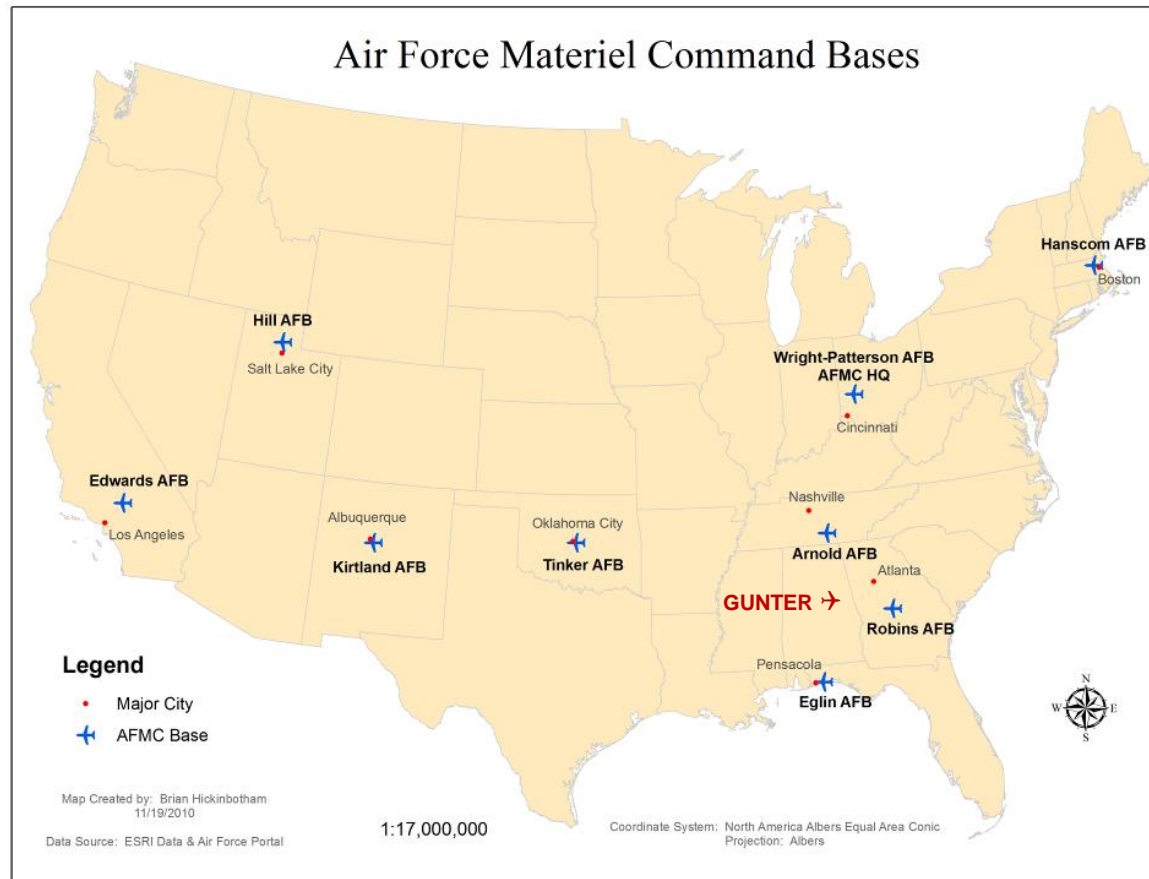 Air Force Materiel Command Bases
Hanscom AFB
Boston
Hill AFB
Salt Lake City
Wright-Patterson AFB
AFMC HQ
Cincinnati
Edwards AFB
Los Angeles
Albuquerque
Kirtland AFB
Oklahoma City
Tinker AFB
Nashville
Arnold AFB
Atlanta
GUNTER
Robins AFB
Pensacola
Eglin AFB
Legend
Major City
AFMC Base
N
W
E
S
Map Created by: Brian Hickinbotham
11/19/2010
Data Source: ESRI Data & Air Force Portal
1:17,000,000
Coordinate System: North America Albers Equal Area Conic
Projection: Albers